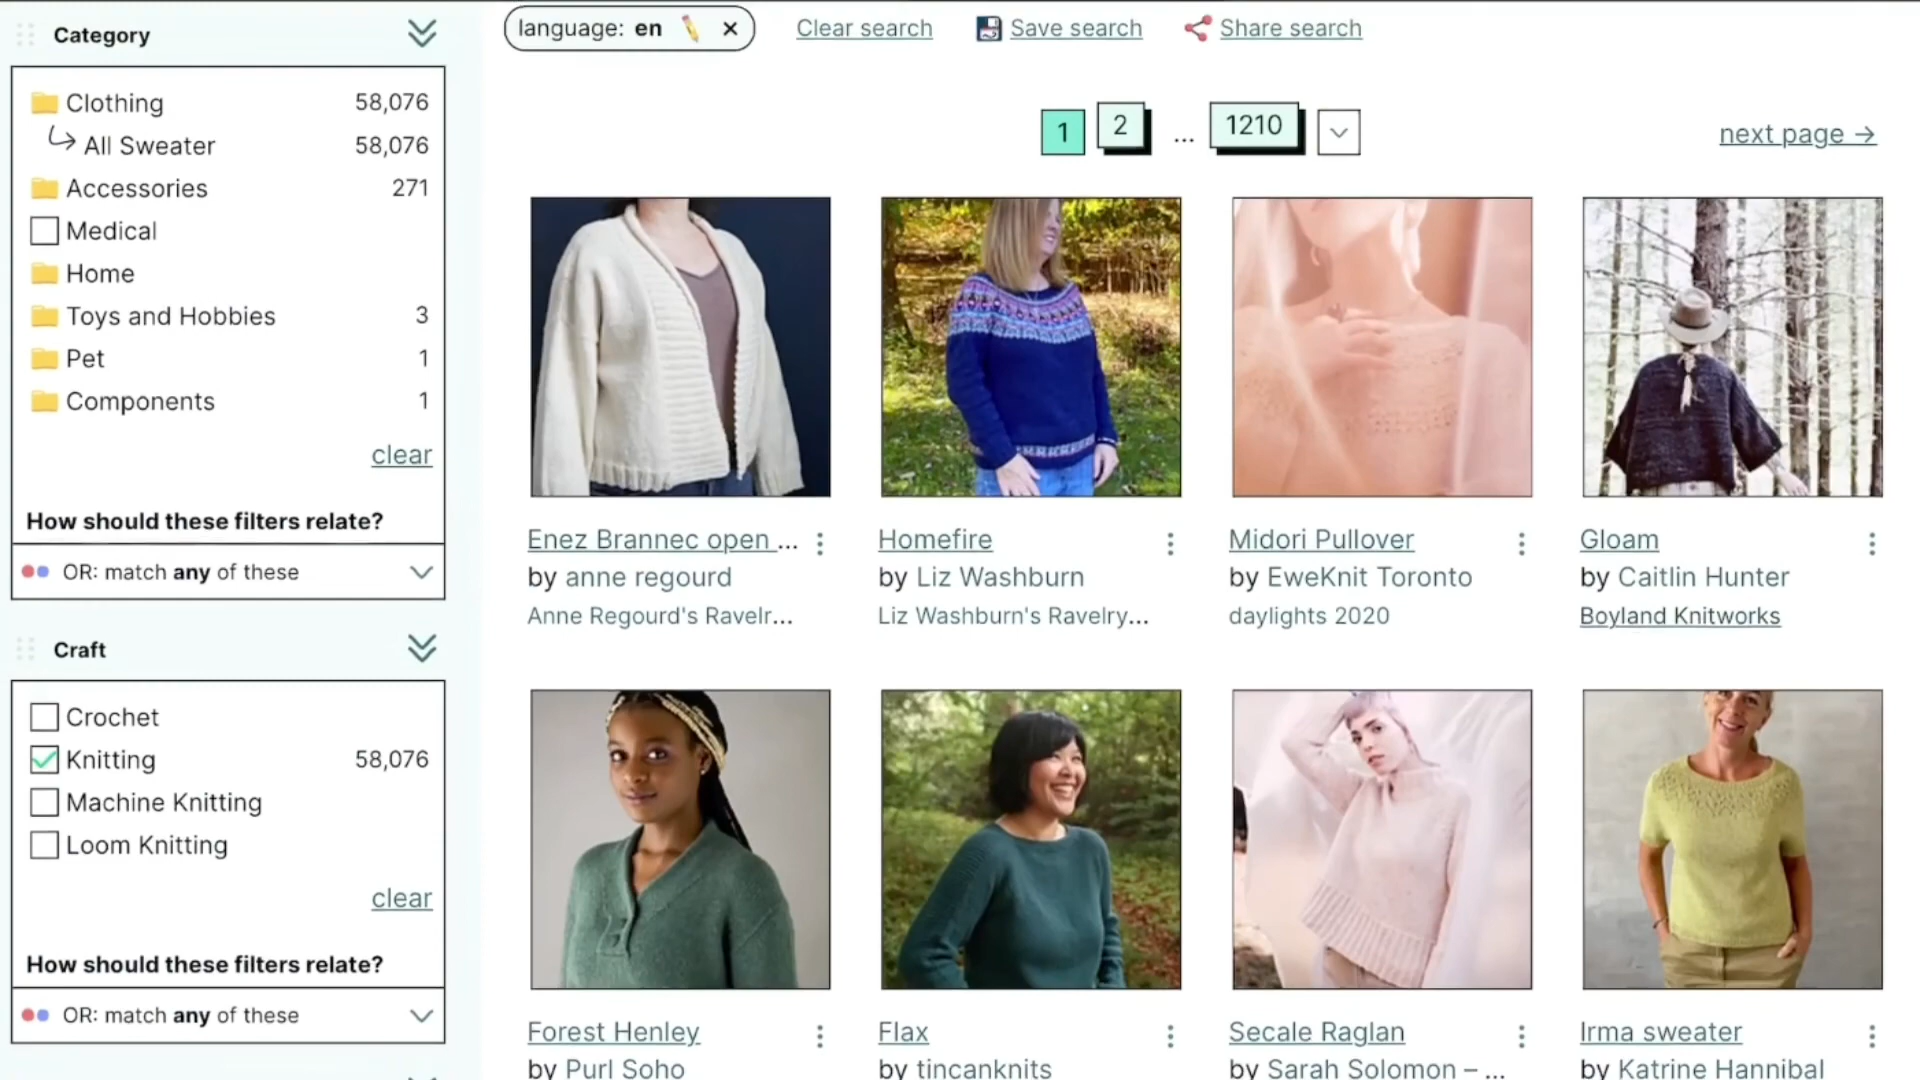 Category
Clothing 58,076
All Sweater 58,076
Accessories 271
Medical
Home
Toys and Hobbies 3
Pet 1
Components 1
clear
How should these filters relate?
OR: match any of these
Craft
Crochet
Knitting 58,076
Machine Knitting
Loom Knitting
clear
How should these filters relate?
OR: match any of these
language: en
Clear search
Save search
Share search
1 2 ... 1210
next page →
Enez Brannec open ...
by anne regourd
Anne Regourd's Ravelr...
Homefire
by Liz Washburn
Liz Washburn's Ravelry...
Midori Pullover
by EweKnit Toronto
daylights 2020
Gloam
by Caitlin Hunter
Boyland Knitworks
Forest Henley
by Purl Soho
Flax
by tincanknits
Secale Raglan
by Sarah Solomon – ...
Irma sweater
by Katrine Hannibal